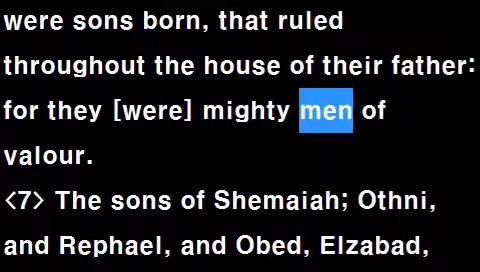 were sons born, that ruled
throughout the house of their father:
for they [were] mighty men of
valour.
<7> The sons of Shemaiah; Othni,
and Rephael, and Obed, Elzabad,